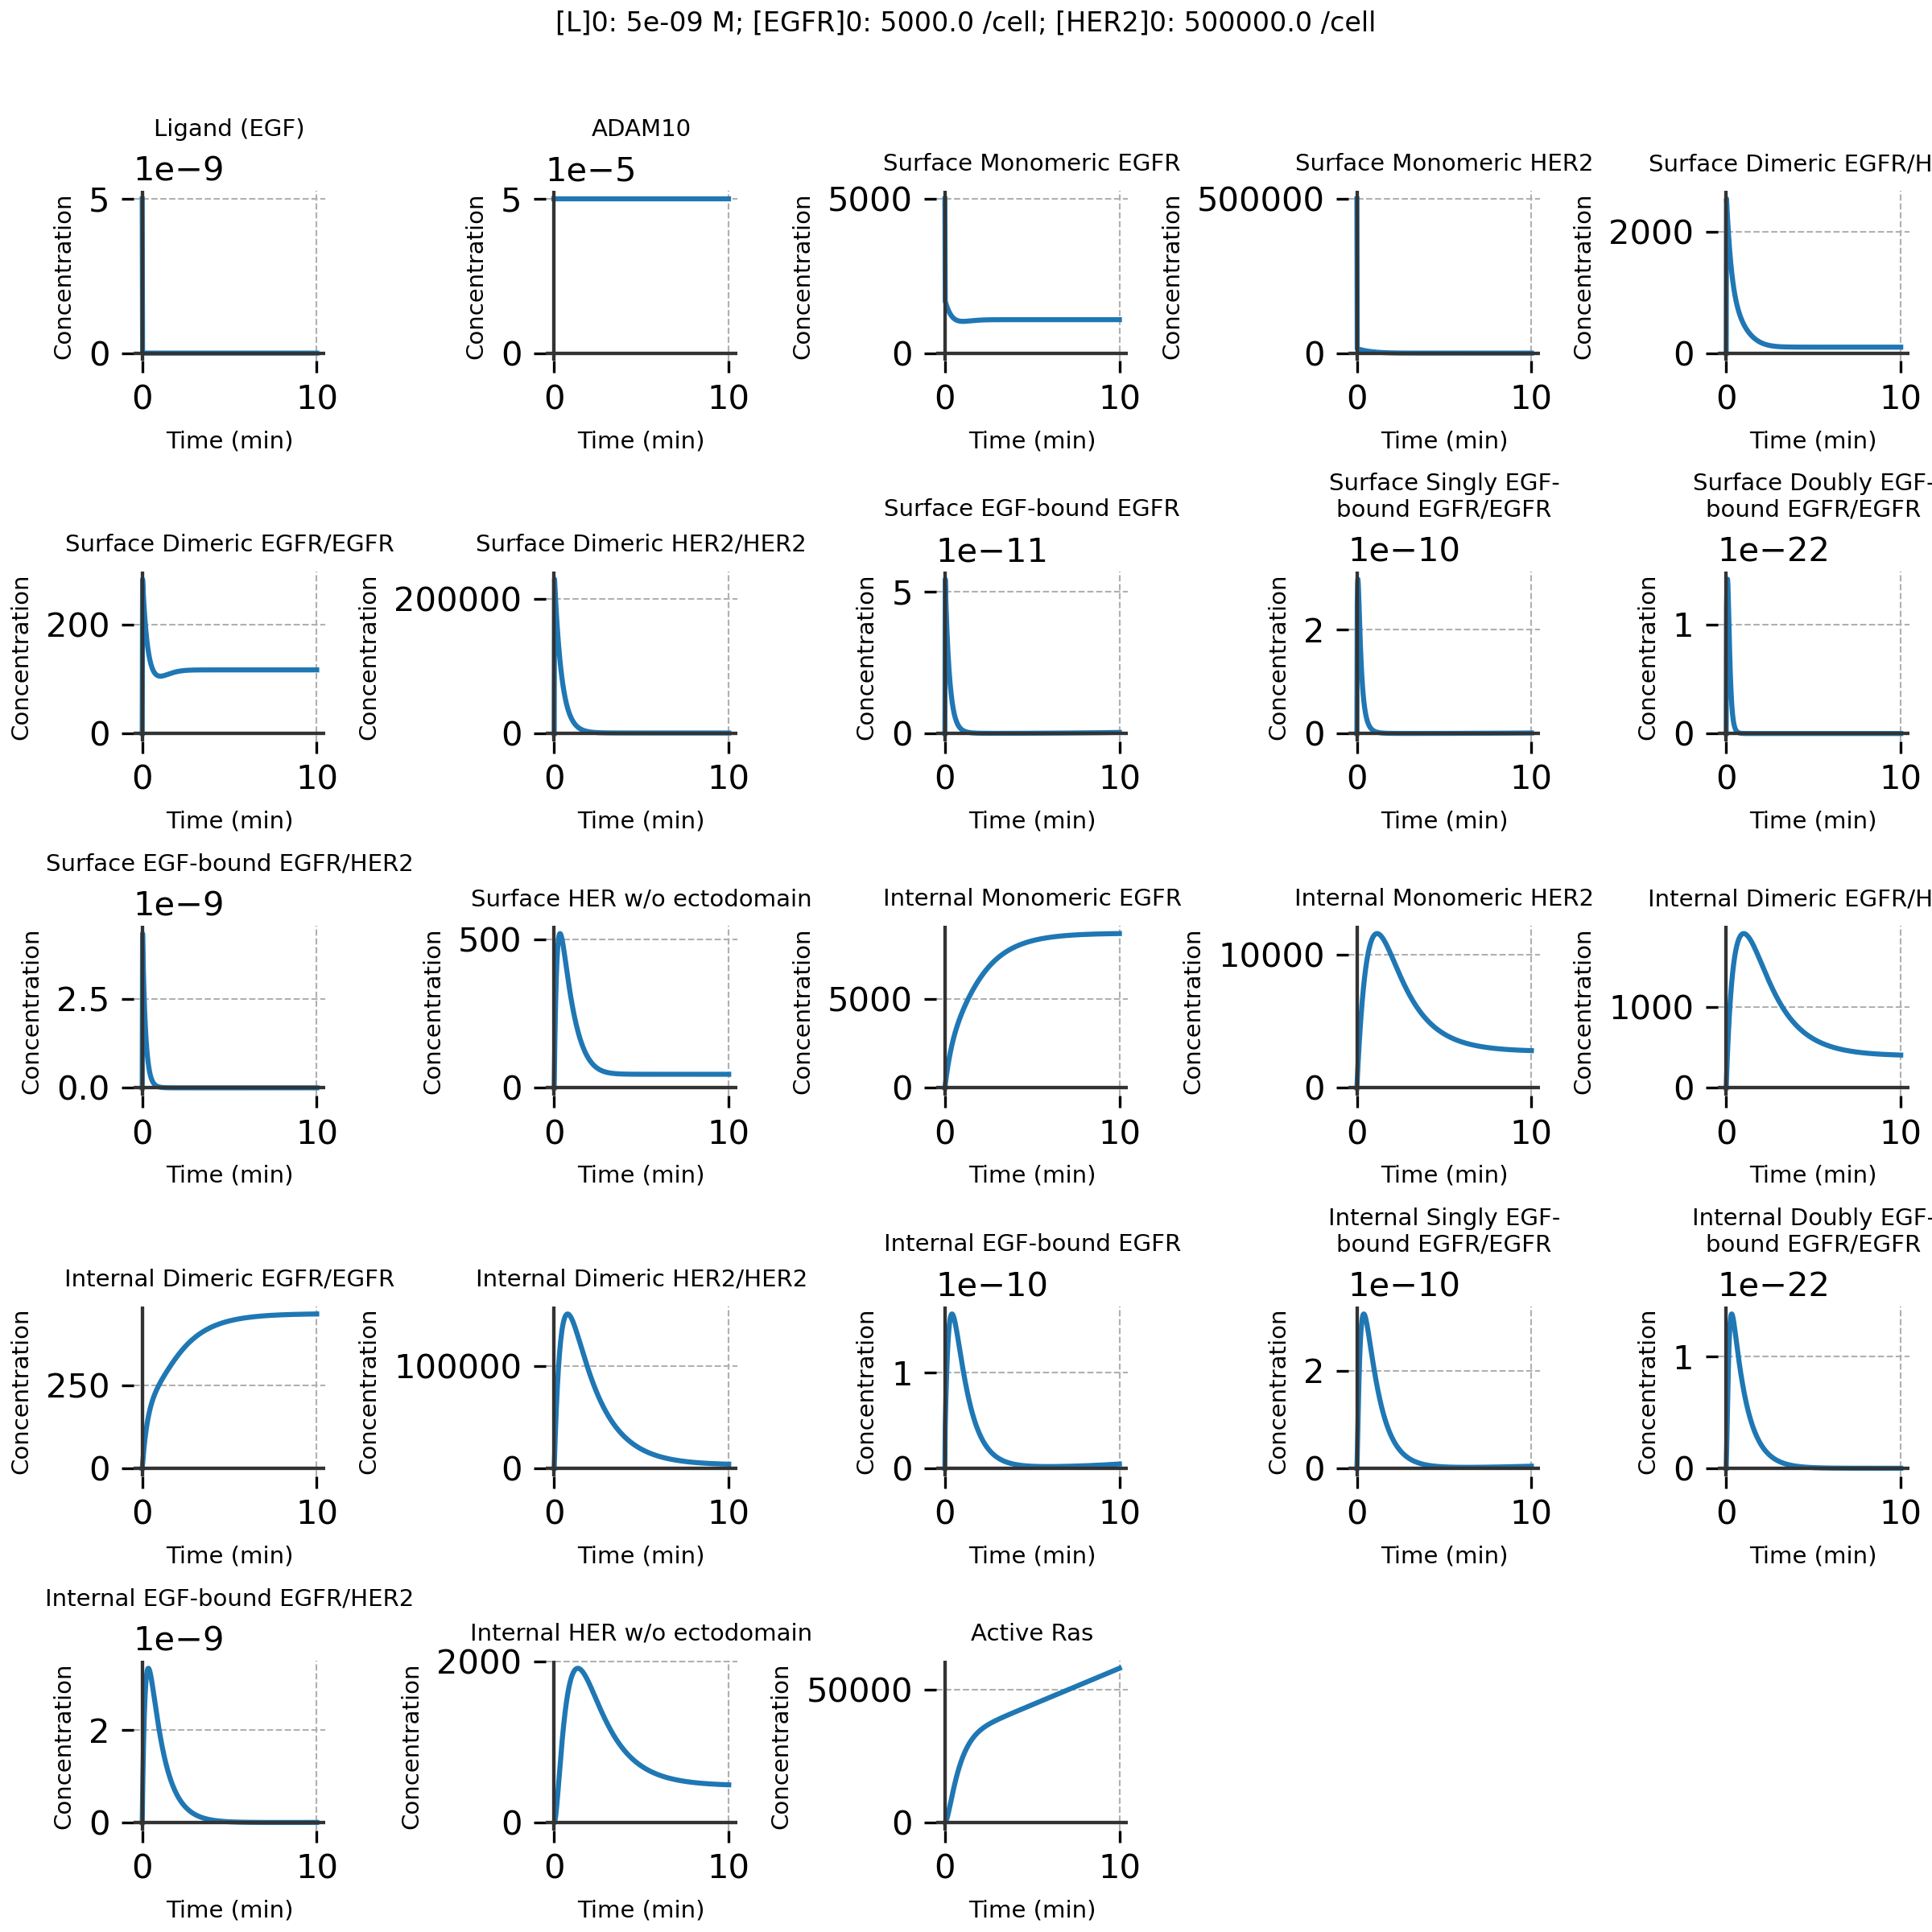 [L]0: 5e-09 M; [EGFR]0: 5000.0 /cell; [HER2]0: 500000.0 /cell
Ligand (EGF)
1e−9
Concentration
5
0
0 10
Time (min)
ADAM10
1e−5
Concentration
5
0
0 10
Time (min)
Surface Monomeric EGFR
Concentration
5000
0
0 10
Time (min)
Surface Monomeric HER2
Concentration
500000
0
0 10
Time (min)
Surface Dimeric EGFR/H
Concentration
2000
0
0 10
Time (min)
Surface Dimeric EGFR/EGFR
Concentration
200
0
0 10
Time (min)
Surface Dimeric HER2/HER2
Concentration
200000
0
0 10
Time (min)
Surface EGF-bound EGFR
1e−11
Concentration
5
0
0 10
Time (min)
Surface Singly EGF-
bound EGFR/EGFR
1e−10
Concentration
2
0
0 10
Time (min)
Surface Doubly EGF-
bound EGFR/EGFR
1e−22
Concentration
1
0
0 10
Time (min)
Surface EGF-bound EGFR/HER2
1e−9
Concentration
2.5
0.0
0 10
Time (min)
Surface HER w/o ectodomain
Concentration
500
0
0 10
Time (min)
Internal Monomeric EGFR
Concentration
5000
0
0 10
Time (min)
Internal Monomeric HER2
Concentration
10000
0
0 10
Time (min)
Internal Dimeric EGFR/H
Concentration
1000
0
0 10
Time (min)
Internal Dimeric EGFR/EGFR
Concentration
250
0
0 10
Time (min)
Internal Dimeric HER2/HER2
Concentration
100000
0
0 10
Time (min)
Internal EGF-bound EGFR
1e−10
Concentration
1
0
0 10
Time (min)
Internal Singly EGF-
bound EGFR/EGFR
1e−10
Concentration
2
0
0 10
Time (min)
Internal Doubly EGF-
bound EGFR/EGFR
1e−22
Concentration
1
0
0 10
Time (min)
Internal EGF-bound EGFR/HER2
1e−9
Concentration
2
0
0 10
Time (min)
Internal HER w/o ectodomain
Concentration
2000
0
0 10
Time (min)
Active Ras
Concentration
50000
0
0 10
Time (min)